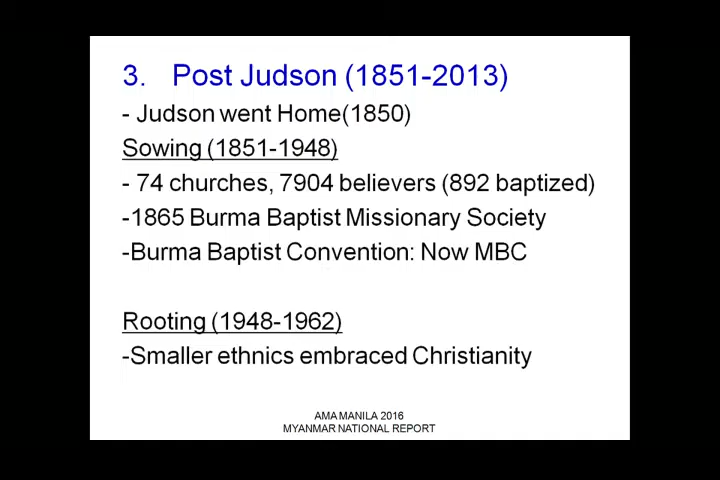 3. Post Judson (1851-2013)
- Judson went Home(1850)
Sowing (1851-1948)
- 74 churches, 7904 believers (892 baptized)
-1865 Burma Baptist Missionary Society
-Burma Baptist Convention: Now MBC
Rooting (1948-1962)
-Smaller ethnics embraced Christianity
AMA MANILA 2016
MYANMAR NATIONAL REPORT